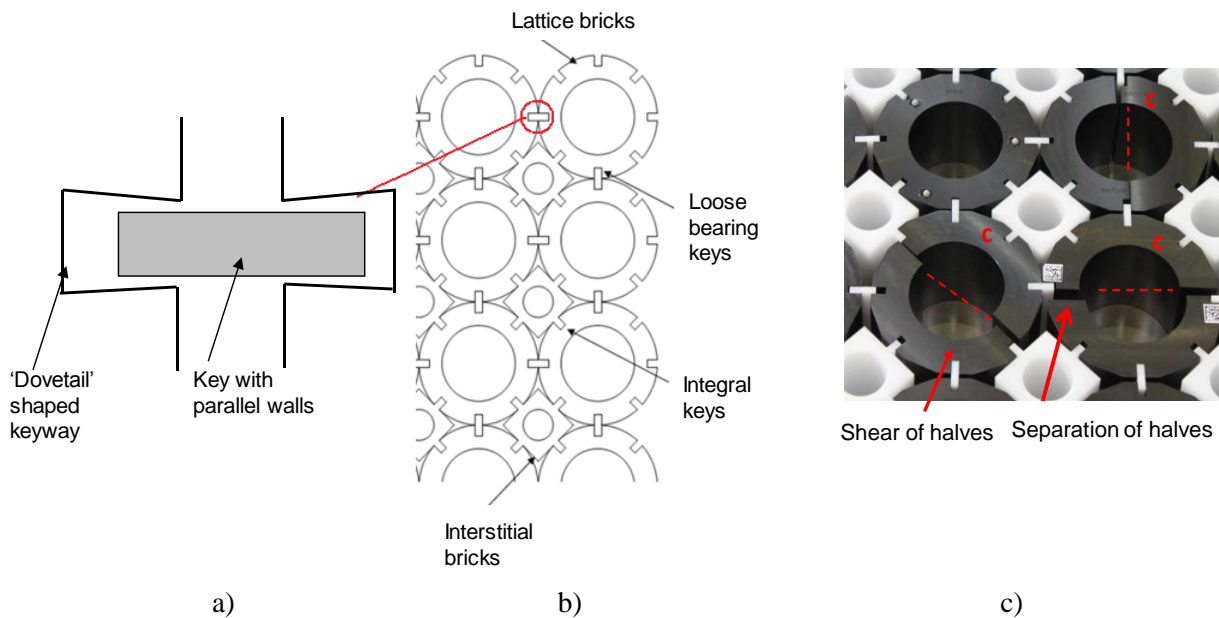 Lattice bricks
Loose
bearing
keys
Integral
keys
Interstitial
bricks
'Dovetail'
shaped
keyway
Key with
parallel walls
c
c
c
Shear of halves
Separation of halves
a)
b)
c)